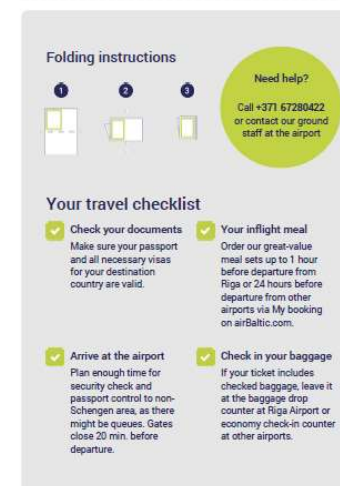 Folding instructions
1
2
3
Need help?
Call +371 67280422
or contact our ground
staff at the airport
Your travel checklist
Check your documents
Make sure your passport
and all necessary visas
for your destination
country are valid.
Your inflight meal
Order our great-value
meal sets up to 1 hour
before departure from
Riga or 24 hours before
departure from other
airports via My booking
on airBaltic.com.
Arrive at the airport
Plan enough time for
security check and
passport control to non-
Schengen area, as there
might be queues. Gates
close 20 min. before
departure.
Check in your baggage
If your ticket includes
checked baggage, leave it
at the baggage drop
counter at Riga Airport or
economy check-in counter
at other airports.